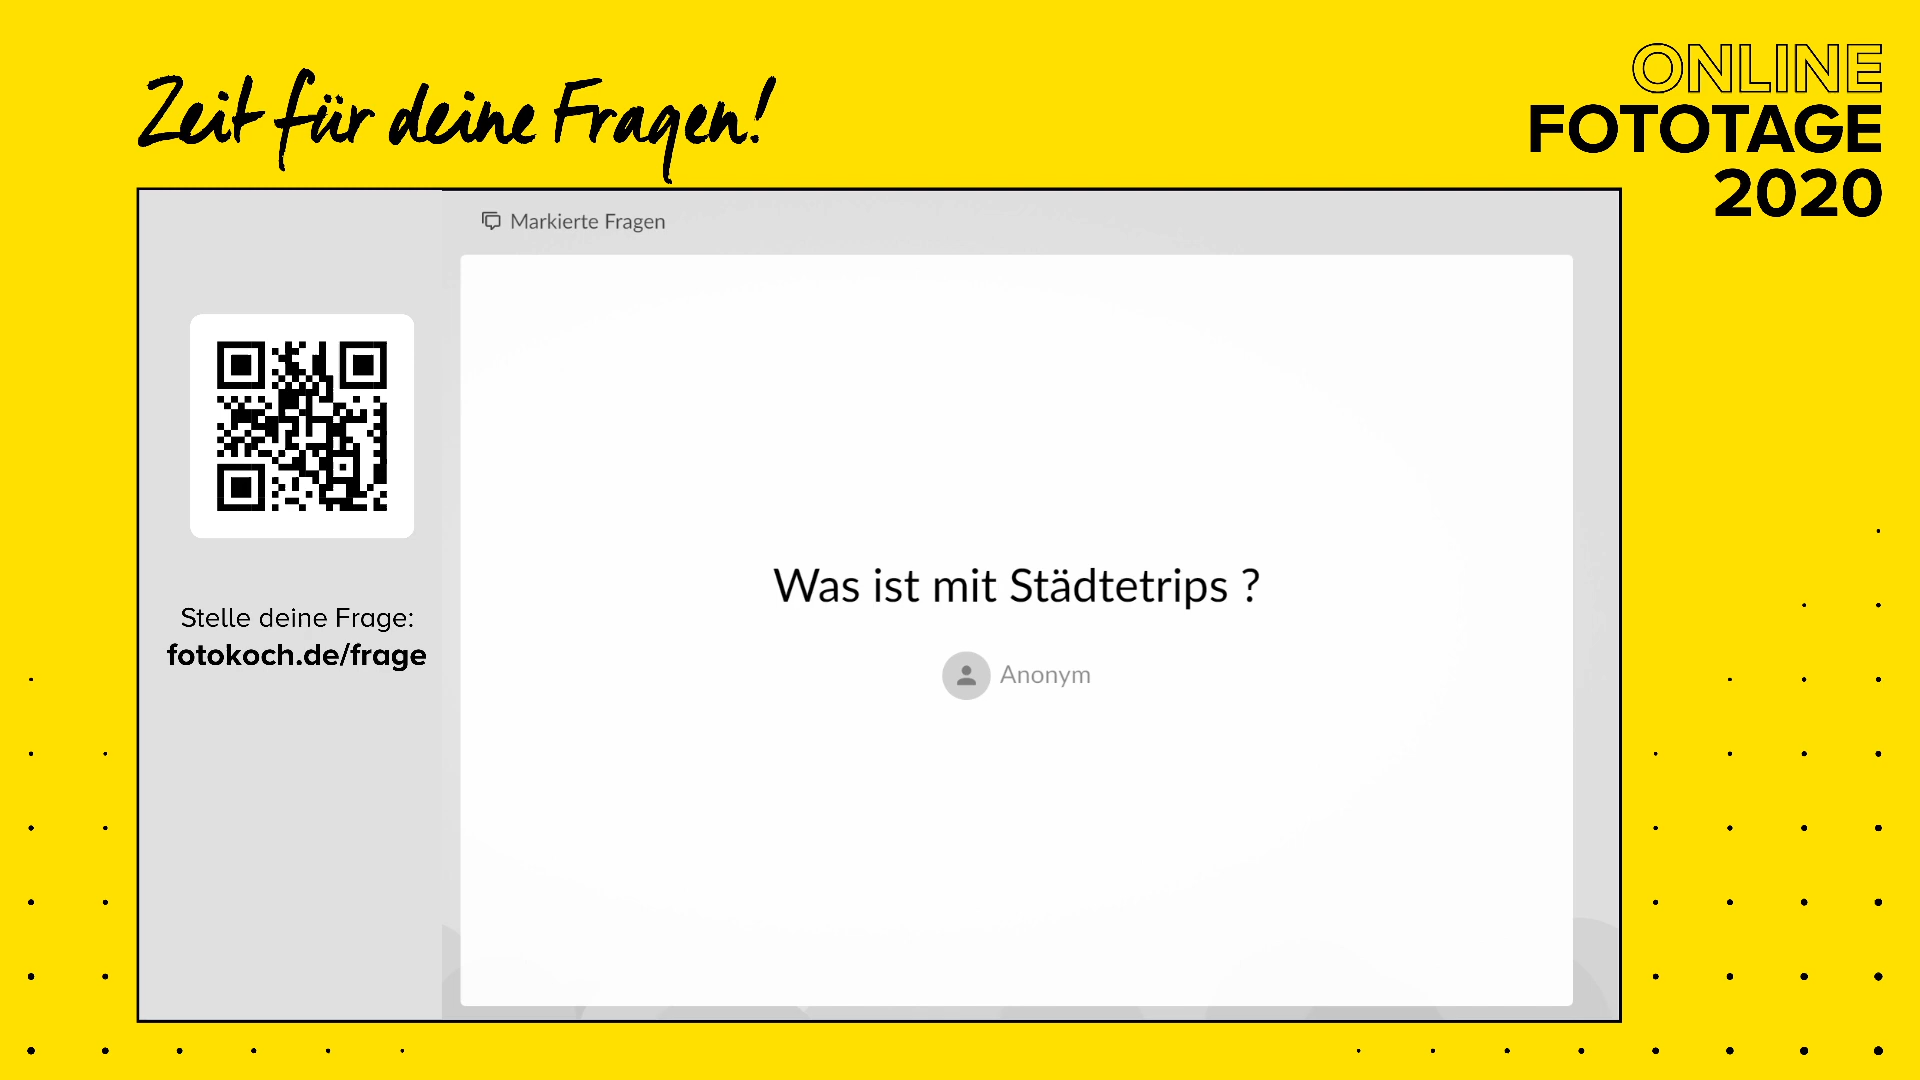 Zeit für deine Fragen!
ONLINE
FOTOTAGE
2020
Markierte Fragen
Stelle deine Frage:
fotokoch.de/frage
Was ist mit Städtetrips ?
Anonym